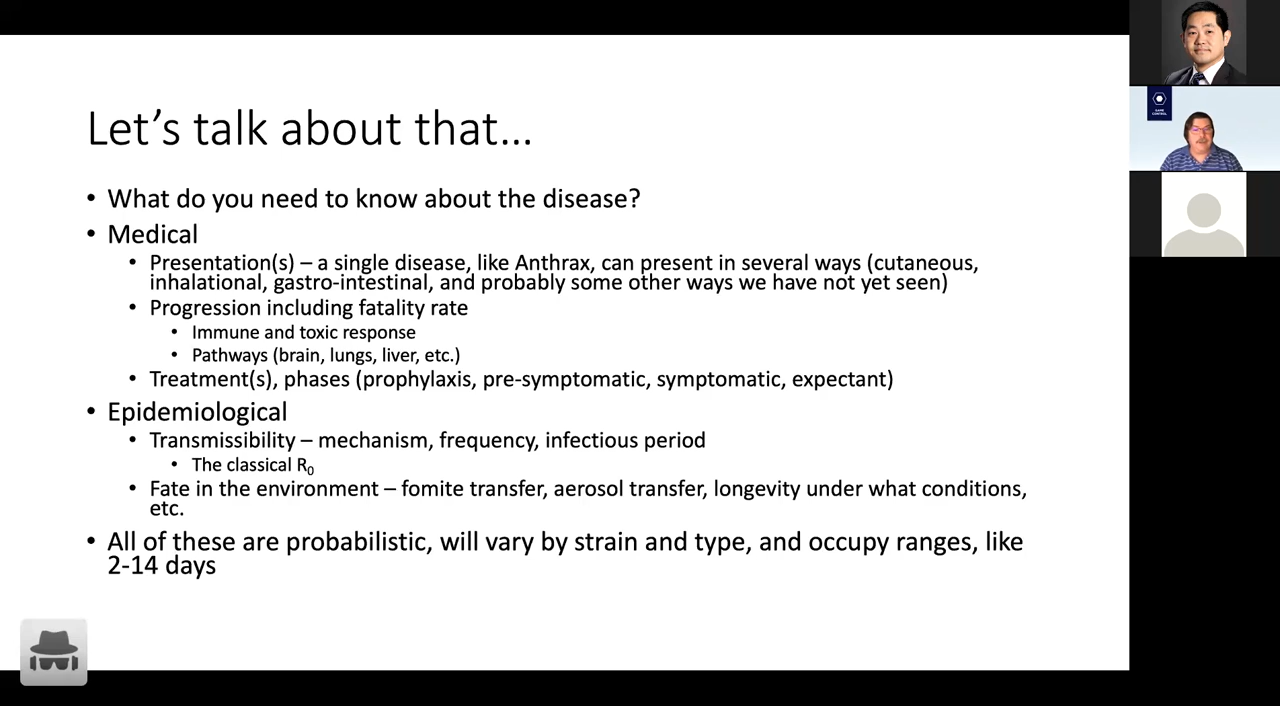 Let's talk about that...
• What do you need to know about the disease?
• Medical
• Presentation(s) – a single disease, like Anthrax, can present in several ways (cutaneous,
inhalational, gastro-intestinal, and probably some other ways we have not yet seen)
• Progression including fatality rate
• Immune and toxic response
• Pathways (brain, lungs, liver, etc.)
• Treatment(s), phases (prophylaxis, pre-symptomatic, symptomatic, expectant)
• Epidemiological
• Transmissibility – mechanism, frequency, infectious period
• The classical R₀
• Fate in the environment – fomite transfer, aerosol transfer, longevity under what conditions,
etc.
• All of these are probabilistic, will vary by strain and type, and occupy ranges, like
2-14 days
GAME
CONTROL